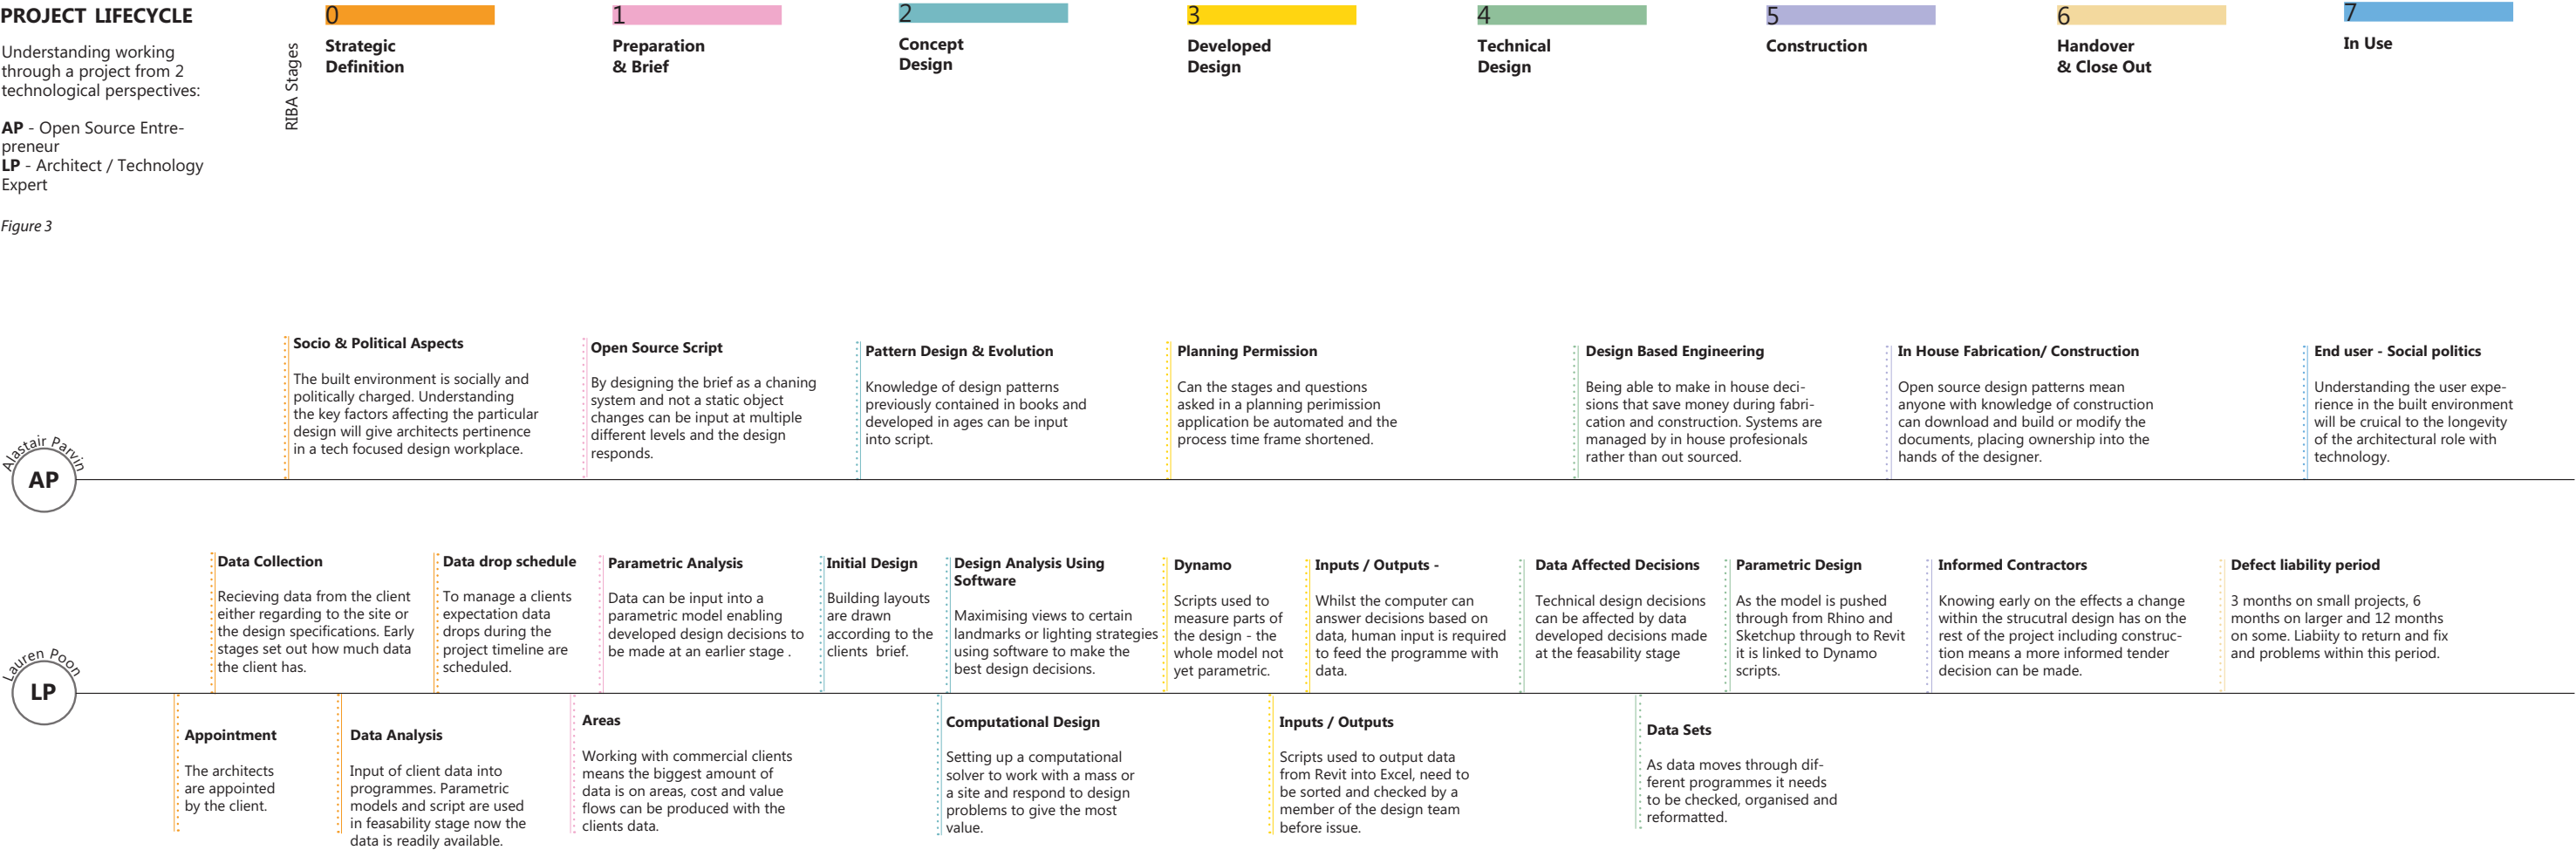 PROJECT LIFECYCLE
Understanding working
through a project from 2
technological perspectives:
AP - Open Source Entre-
preneur
LP - Architect / Technology
Expert
Figure 3
RIBA Stages
0
Strategic
Definition
1
Preparation
& Brief
2
Concept
Design
3
Developed
Design
4
Technical
Design
5
Construction
6
Handover
& Close Out
7
In Use
Alastair Parvin
AP
Socio & Political Aspects
The built environment is socially and
politically charged. Understanding
the key factors affecting the particular
design will give architects pertinence
in a tech focused design workplace.
Open Source Script
By designing the brief as a chaning
system and not a static object
changes can be input at multiple
different levels and the design
responds.
Pattern Design & Evolution
Knowledge of design patterns
previously contained in books and
developed in ages can be input
into script.
Planning Permission
Can the stages and questions
asked in a planning perimission
application be automated and the
process time frame shortened.
Design Based Engineering
Being able to make in house deci-
sions that save money during fabri-
cation and construction. Systems are
managed by in house profesionals
rather than out sourced.
In House Fabrication/ Construction
Open source design patterns mean
anyone with knowledge of construction
can download and build or modify the
documents, placing ownership into the
hands of the designer.
End user - Social politics
Understanding the user expe-
rience in the built environment
will be cruical to the longevity
of the architectural role with
technology.
Lauren Poon
LP
Data Collection
Recieving data from the client
either regarding to the site or
the design specifications. Early
stages set out how much data
the client has.
Data drop schedule
To manage a clients
expectation data
drops during the
project timeline are
scheduled.
Parametric Analysis
Data can be input into a
parametric model enabling
developed design decisions to
be made at an earlier stage .
Initial Design
Building layouts
are drawn
according to the
clients brief.
Design Analysis Using
Software
Maximising views to certain
landmarks or lighting strategies
using software to make the
best design decisions.
Dynamo
Scripts used to
measure parts of
the design - the
whole model not
yet parametric.
Inputs / Outputs -
Whilst the computer can
answer decisions based on
data, human input is required
to feed the programme with
data.
Data Affected Decisions
Technical design decisions
can be affected by data
developed decisions made
at the feasability stage
Parametric Design
As the model is pushed
through from Rhino and
Sketchup through to Revit
it is linked to Dynamo
scripts.
Informed Contractors
Knowing early on the effects a change
within the strucutral design has on the
rest of the project including construc-
tion means a more informed tender
decision can be made.
Defect liability period
3 months on small projects, 6
months on larger and 12 months
on some. Liabiity to return and fix
and problems within this period.
Appointment
The architects
are appointed
by the client.
Data Analysis
Input of client data into
programmes. Parametric
models and script are used
in feasability stage now the
data is readily available.
Areas
Working with commercial clients
means the biggest amount of
data is on areas, cost and value
flows can be produced with the
clients data.
Computational Design
Setting up a computational
solver to work with a mass or
a site and respond to design
problems to give the most
value.
Inputs / Outputs
Scripts used to output data
from Revit into Excel, need to
be sorted and checked by a
member of the design team
before issue.
Data Sets
As data moves through dif-
ferent programmes it needs
to be checked, organised and
reformatted.